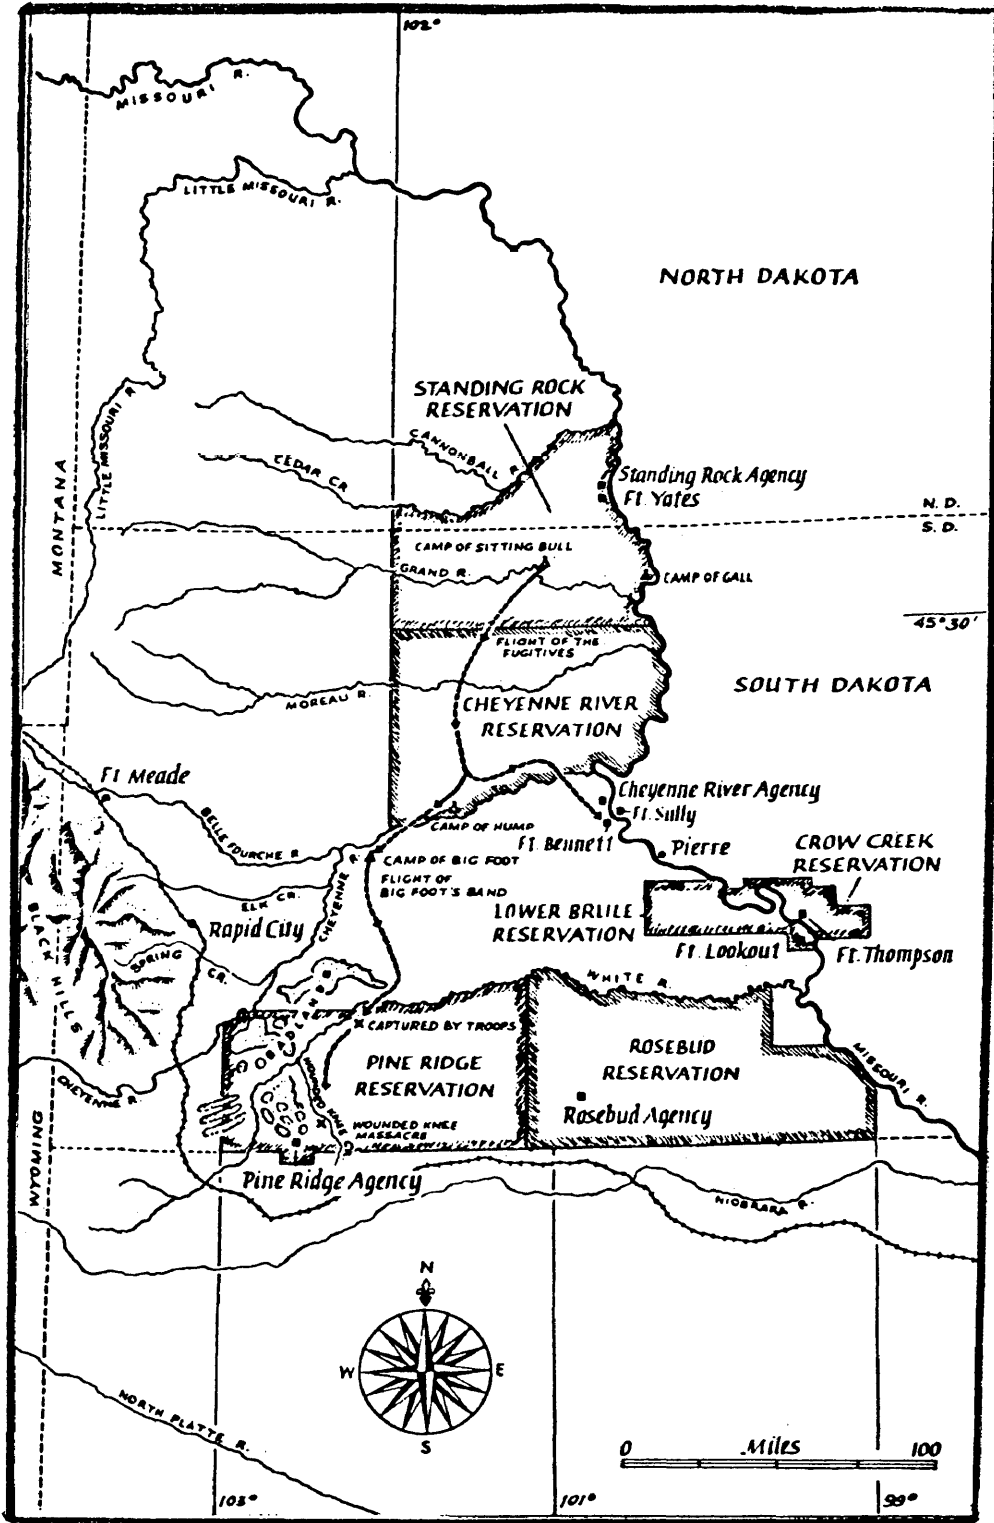 102°
MISSOURI R.
LITTLE MISSOURI R.
NORTH DAKOTA
STANDING ROCK
RESERVATION
LITTLE MISSOURI R.
CANNONBALL R.
CEDAR CR.
MONTANA
Standing Rock Agency
Ft. Yates
N. D.
S. D.
CAMP OF SITTING BULL
GRAND R.
CAMP OF GALL
45°30'
FLIGHT OF THE
FUGITIVES
MOREAU R.
SOUTH DAKOTA
CHEYENNE RIVER
RESERVATION
Ft. Meade
Cheyenne River Agency
Ft. Sully
BELLE FOURCHE R.
CAMP OF HUMP
Ft. Bennett
Pierre
CROW CREEK
RESERVATION
CHEYENNE R.
CAMP OF BIG FOOT
FLIGHT OF
BIG FOOT'S BAND
ELK CR.
BLACK HILLS
Rapid City
LOWER BRULE
RESERVATION
Ft. Lookout
Ft. Thompson
SPRING CR.
WHITE R.
BADLANDS
CAPTURED BY TROOPS
PINE RIDGE
RESERVATION
ROSEBUD
RESERVATION
MISSOURI R.
CHEYENNE R.
WOUNDED KNEE CR.
Rosebud Agency
WOUNDED KNEE
MASSACRE
WYOMING
Pine Ridge Agency
NIOBRARA R.
N
W
E
S
NORTH PLATTE R.
0 Miles 100
103°
101°
99°